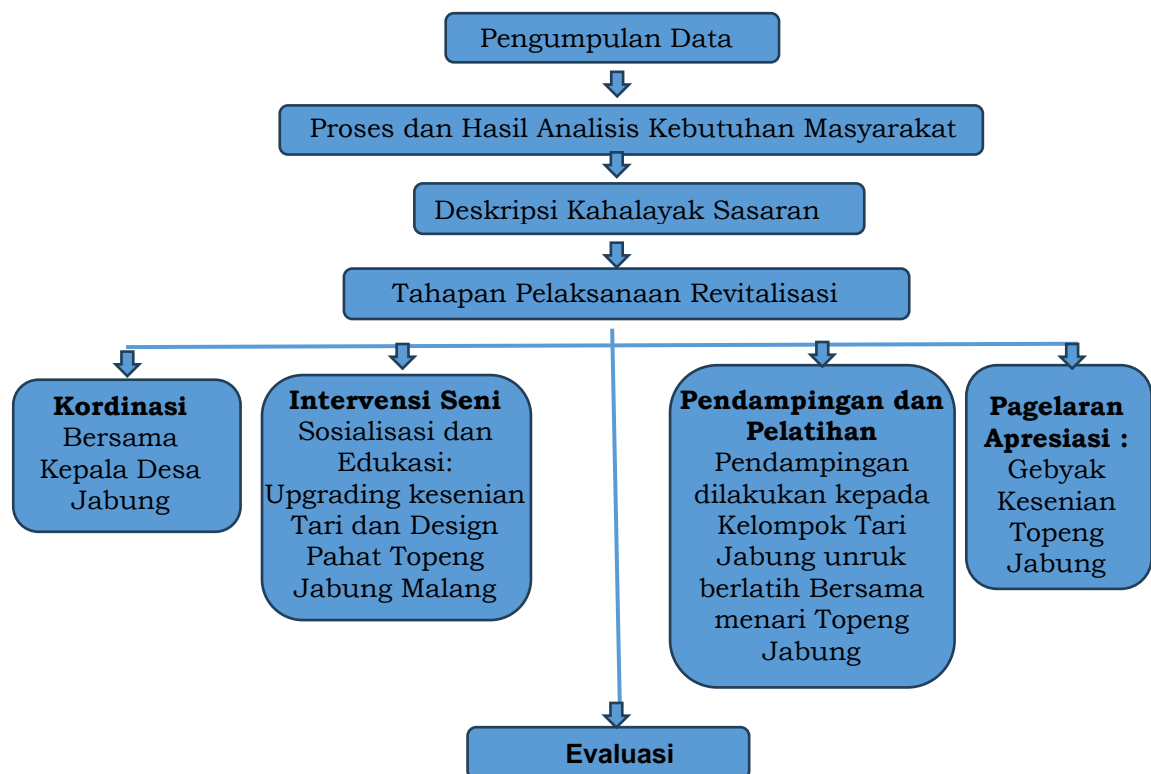 Pengumpulan Data
Proses dan Hasil Analisis Kebutuhan Masyarakat
Deskripsi Kahalayak Sasaran
Tahapan Pelaksanaan Revitalisasi
Kordinasi
Bersama
Kepala Desa
Jabung
Intervensi Seni
Sosialisasi dan
Edukasi:
Upgrading kesenian
Tari dan Design
Pahat Topeng
Jabung Malang
Pendampingan dan
Pelatihan
Pendampingan
dilakukan kepada
Kelompok Tari
Jabung unruk
berlatih Bersama
menari Topeng
Jabung
Pagelaran
Apresiasi :
Gebyak
Kesenian
Topeng
Jabung
Evaluasi